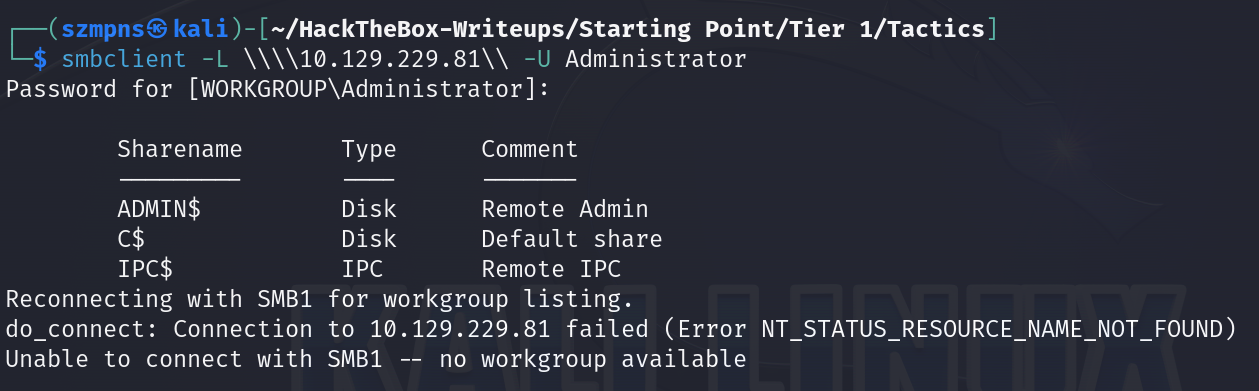 ┌──(szmpns㉿kali)-[~/HackTheBox-Writeups/Starting Point/Tier 1/Tactics]
└─$ smbclient -L \\\\10.129.229.81\\ -U Administrator
Password for [WORKGROUP\Administrator]:
Sharename Type Comment
--------- ---- -------
ADMIN$ Disk Remote Admin
C$ Disk Default share
IPC$ IPC Remote IPC
Reconnecting with SMB1 for workgroup listing.
do_connect: Connection to 10.129.229.81 failed (Error NT_STATUS_RESOURCE_NAME_NOT_FOUND)
Unable to connect with SMB1 -- no workgroup available
KALI LINUX